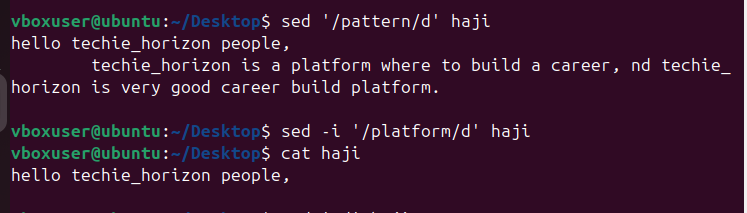 vboxuser@ubuntu:~/Desktop$ sed '/pattern/d' haji
hello techie_horizon people,
        techie_horizon is a platform where to build a career, nd techie_
horizon is very good career build platform.
vboxuser@ubuntu:~/Desktop$ sed -i '/platform/d' haji
vboxuser@ubuntu:~/Desktop$ cat haji
hello techie_horizon people,